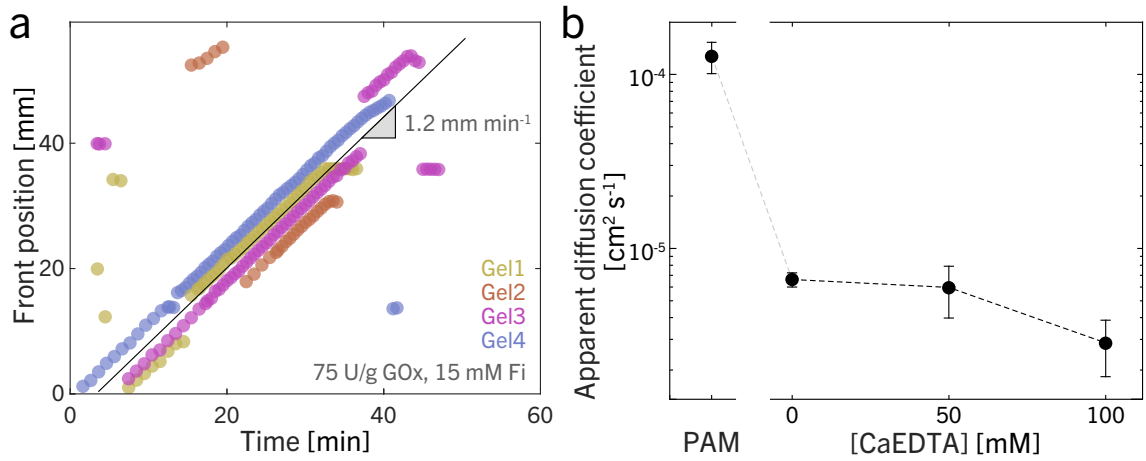 a
Front position [mm]
40
20
0
0
20
40
60
Time [min]
1.2 mm min⁻¹
Gel1
Gel2
Gel3
Gel4
75 U/g GOx, 15 mM Fi
b
Apparent diffusion coefficient
[cm² s⁻¹]
10⁻⁴
10⁻⁵
PAM
0
50
100
[CaEDTA] [mM]